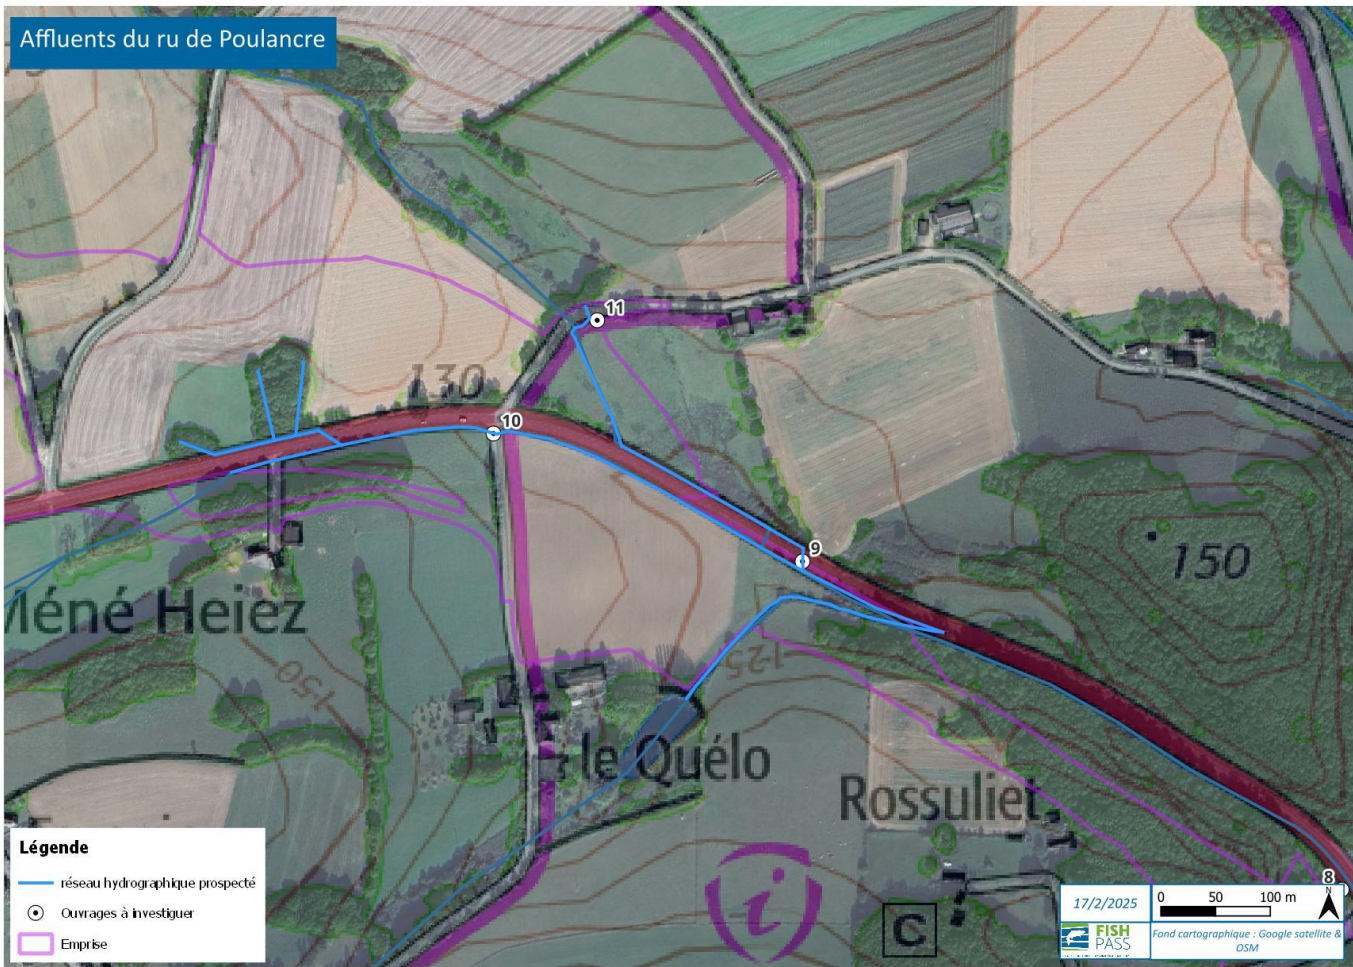 Affluents du ru de Poulancre
11
130
10
9
150
Méné Heiez
125
150
le Quélo
Rossuliet
i
C
8
Légende
réseau hydrographique prospecté
Ouvrages à investiguer
Emprise
17/2/2025
0 50 100 m
N
FISH
PASS
Fond cartographique : Google satellite &
OSM